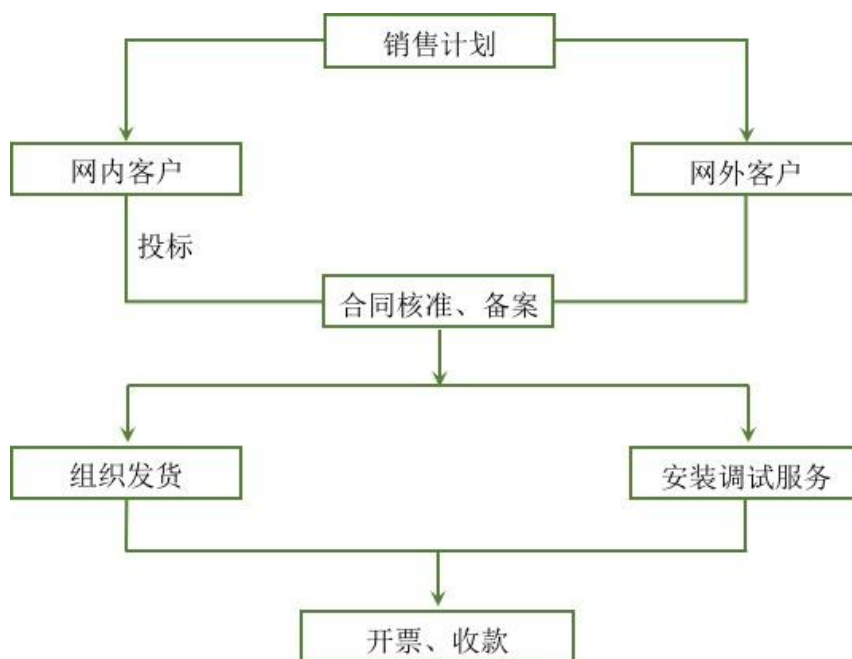 销售计划
网内客户
网外客户
投标
合同核准、备案
组织发货
安装调试服务
开票、收款